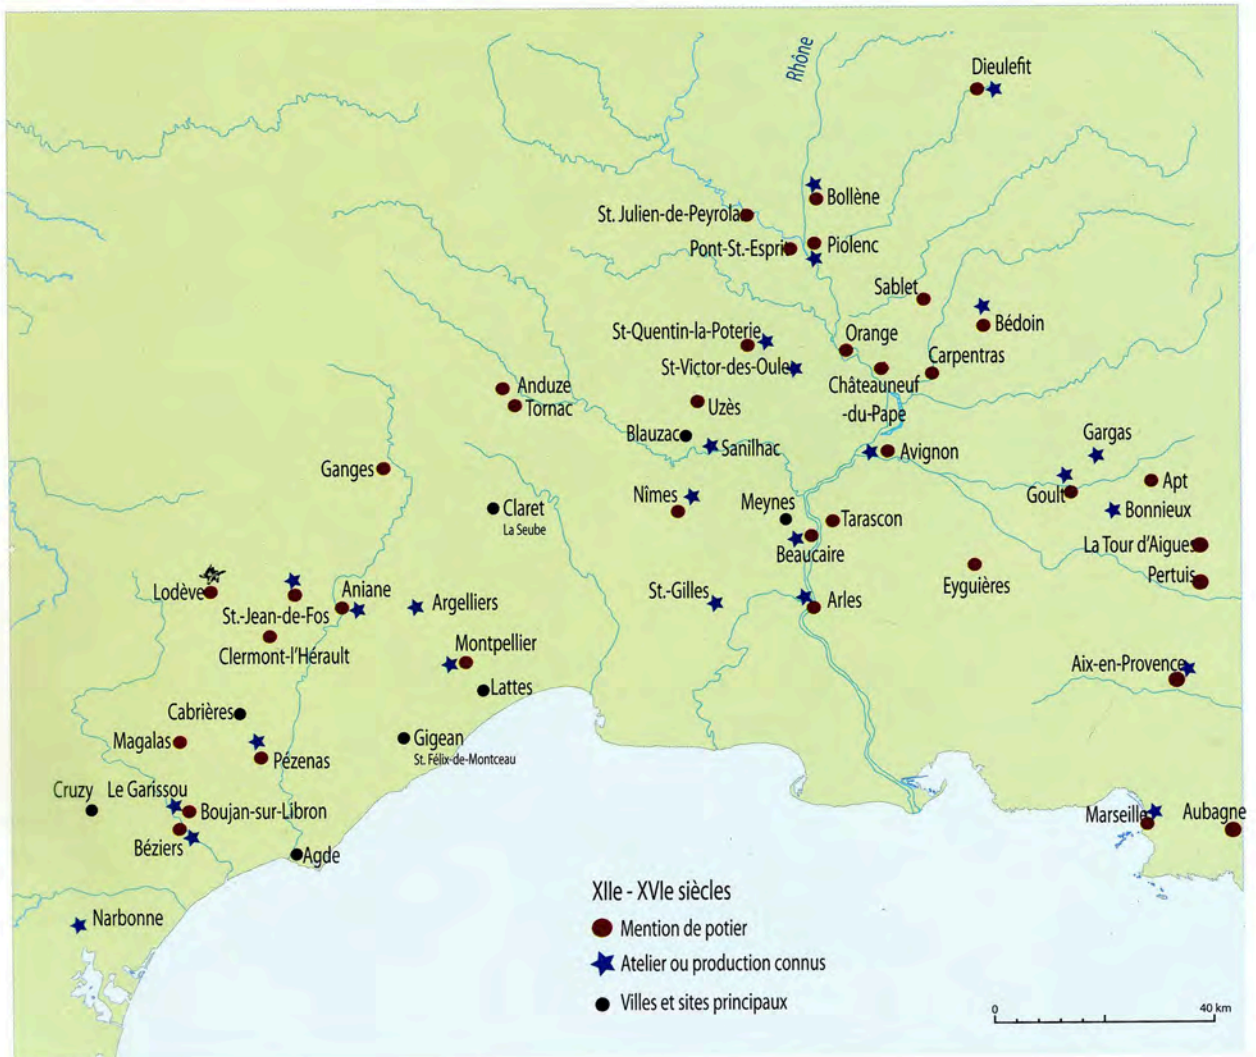 Rhône
Dieulefit
Bollène
St. Julien-de-Peyrola
Pont-St.-Esprit
Piolenc
Sablet
Bédoin
St-Quentin-la-Poterie
Orange
St-Victor-des-Oule
Carpentras
Châteauneuf
-du-Pape
Anduze
Tornac
Uzès
Blauzac
Sanilhac
Avignon
Gargas
Ganges
Goult
Apt
Nîmes
Meynes
Claret
La Seube
Bonnieux
Tarascon
Beaucaire
La Tour d'Aigues
Eyguières
Pertuis
Lodève
St.-Jean-de-Fos
Aniane
Argelliers
St.-Gilles
Arles
Clermont-l'Hérault
Montpellier
Aix-en-Provence
Lattes
Cabrières
Magalas
Pézenas
Gigean
St. Félix-de-Montceau
Cruzy
Le Garissou
Boujan-sur-Libron
Béziers
Agde
Marseille
Aubagne
Narbonne
XIIe - XVIe siècles
Mention de potier
Atelier ou production connus
Villes et sites principaux
0
40 km